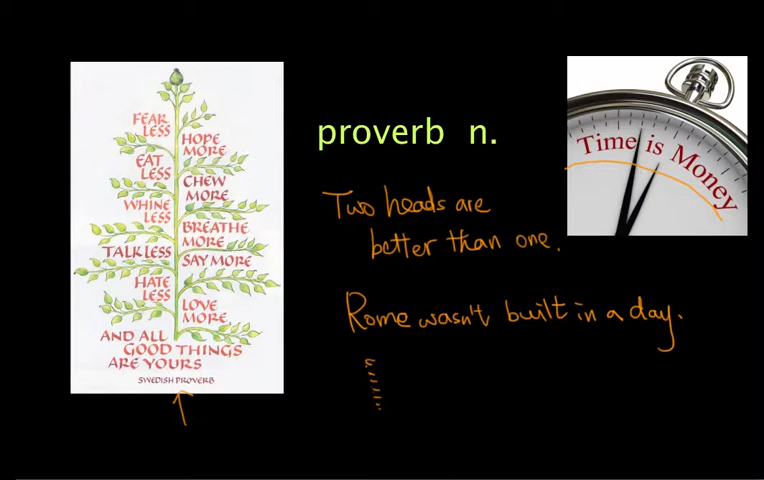 FEAR
LESS
HOPE
MORE
EAT
LESS
CHEW
MORE
WHINE
LESS
BREATHE
MORE
TALK LESS
SAY MORE
HATE
LESS
LOVE
MORE
AND ALL
GOOD THINGS
ARE YOURS
SWEDISH PROVERB
proverb n.
Two heads are
better than one.
Rome wasn't built in a day.
Time is Money